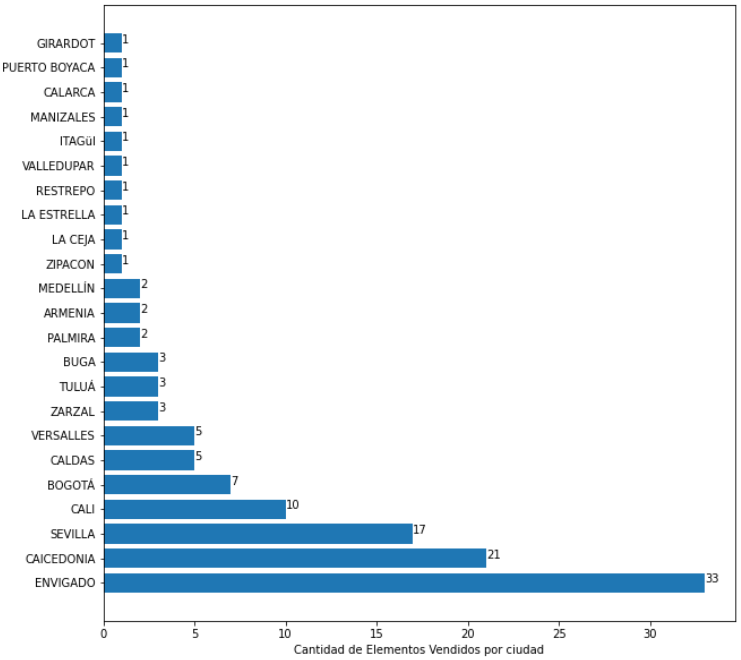 GIRARDOT 1
PUERTO BOYACA 1
CALARCA 1
MANIZALES 1
ITAGüI 1
VALLEDUPAR 1
RESTREPO 1
LA ESTRELLA 1
LA CEJA 1
ZIPACON 1
MEDELLÍN 2
ARMENIA 2
PALMIRA 2
BUGA 3
TULUÁ 3
ZARZAL 3
VERSALLES 5
CALDAS 5
BOGOTÁ 7
CALI 10
SEVILLA 17
CAICEDONIA 21
ENVIGADO 33
0 5 10 15 20 25 30
Cantidad de Elementos Vendidos por ciudad